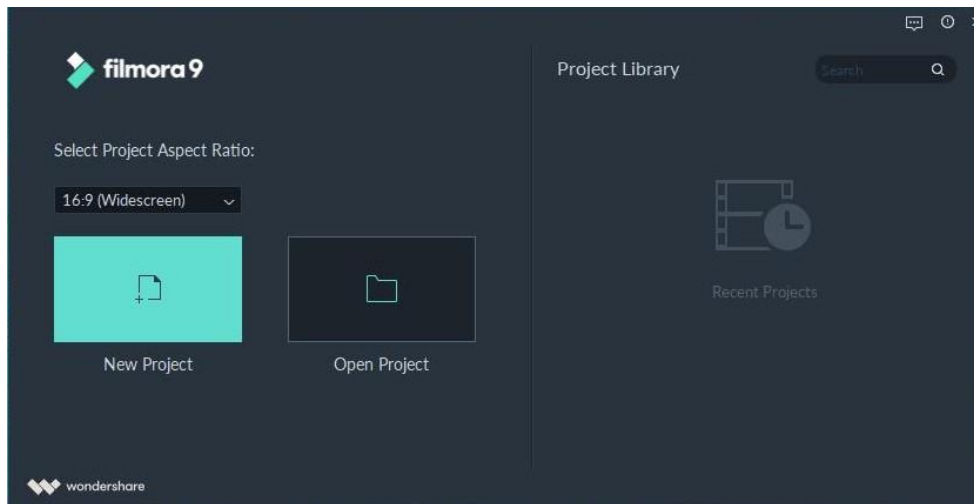 filmora9
Select Project Aspect Ratio:
16:9 (Widescreen)
New Project
Open Project
wondershare
Project Library
Search
Recent Projects